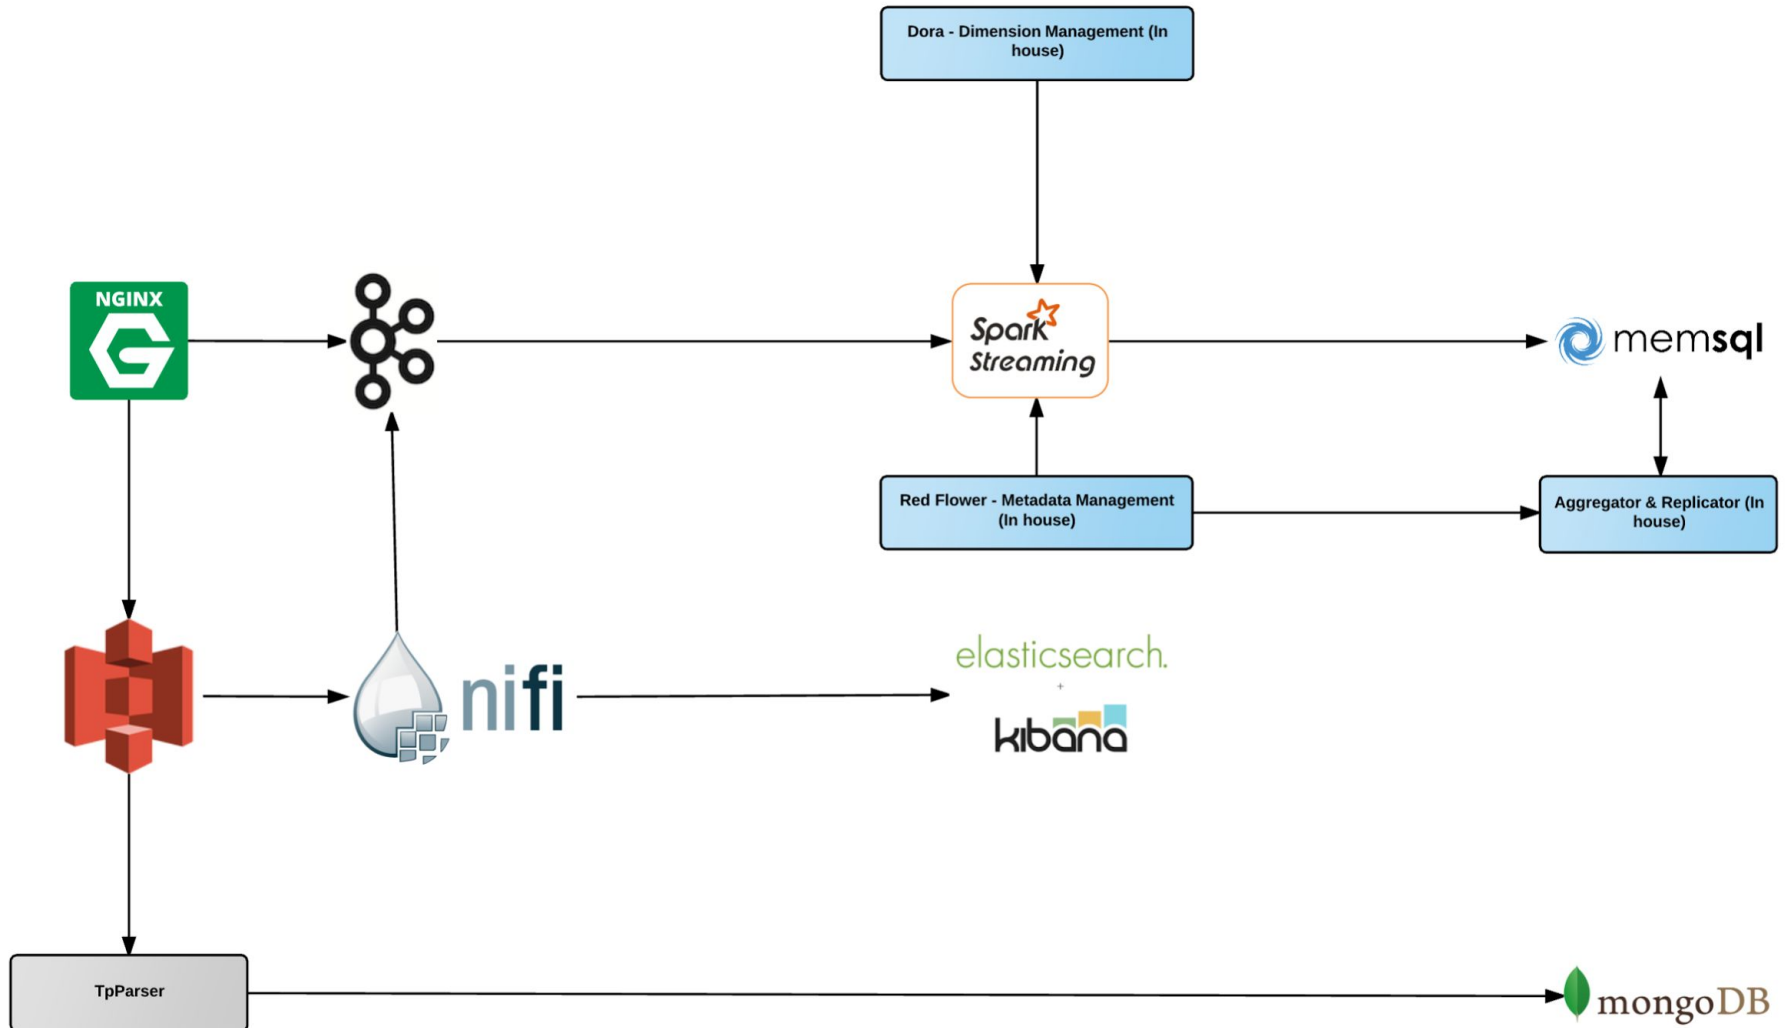 Dora - Dimension Management (In
house)
NGINX
Spark
Streaming
memsql
Red Flower - Metadata Management
(In house)
Aggregator & Replicator (In
house)
elasticsearch.
+
kibana
nifi
TpParser
mongoDB